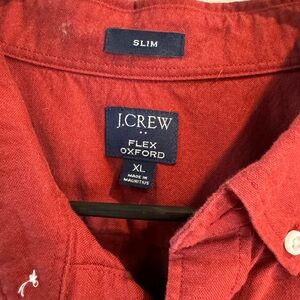 SLIM
J.CREW
FLEX
OXFORD
XL
MADE IN
MAURITIUS